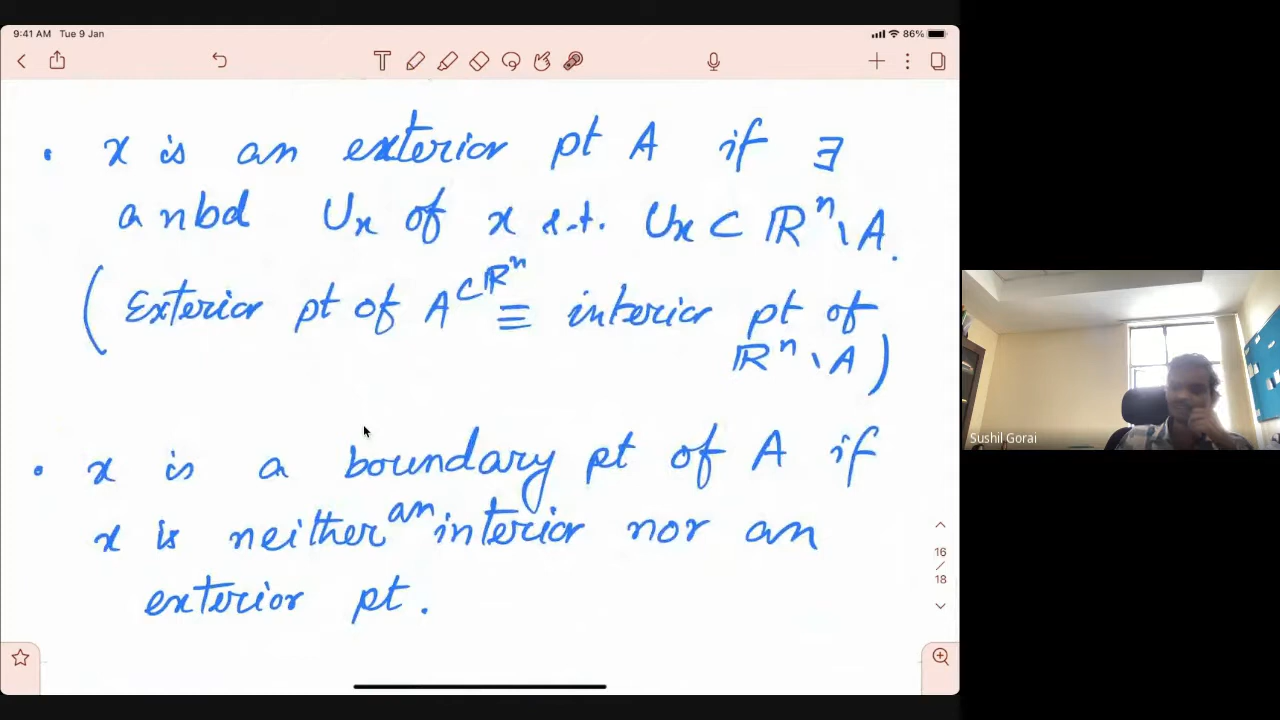 9:41 AM Tue 9 Jan
86%
• x is an exterior pt A if ∃
a nbd Ux of x s.t. Ux ⊂ ℝⁿ \ A.
( Exterior pt of A ⊂ ℝⁿ ≡ interior pt of
ℝⁿ \ A )
• x is a boundary pt of A if
x is neither an interior nor an
exterior pt.
16
/
18
Sushil Gorai